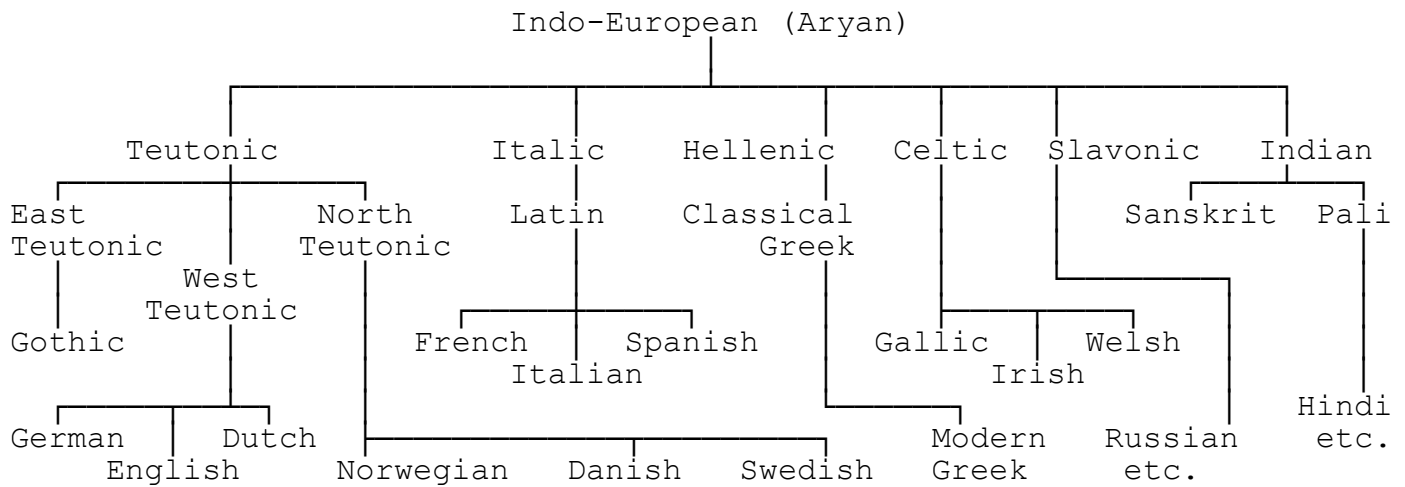 Indo-European (Aryan)
Teutonic Italic Hellenic Celtic Slavonic Indian
East North Latin Classical Sanskrit Pali
Teutonic Teutonic Greek
West
Teutonic
Gothic French Spanish Gallic Welsh
Italian Irish
Hindi
German Dutch Modern Russian etc.
English Norwegian Danish Swedish Greek etc.